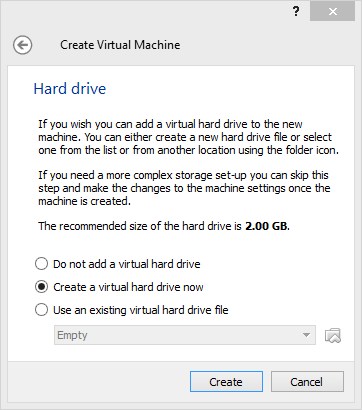 ?
Create Virtual Machine
Hard drive
If you wish you can add a virtual hard drive to the new
machine. You can either create a new hard drive file or select
one from the list or from another location using the folder icon.
If you need a more complex storage set-up you can skip this
step and make the changes to the machine settings once the
machine is created.
The recommended size of the hard drive is 2.00 GB.
Do not add a virtual hard drive
Create a virtual hard drive now
Use an existing virtual hard drive file
Empty
Create
Cancel